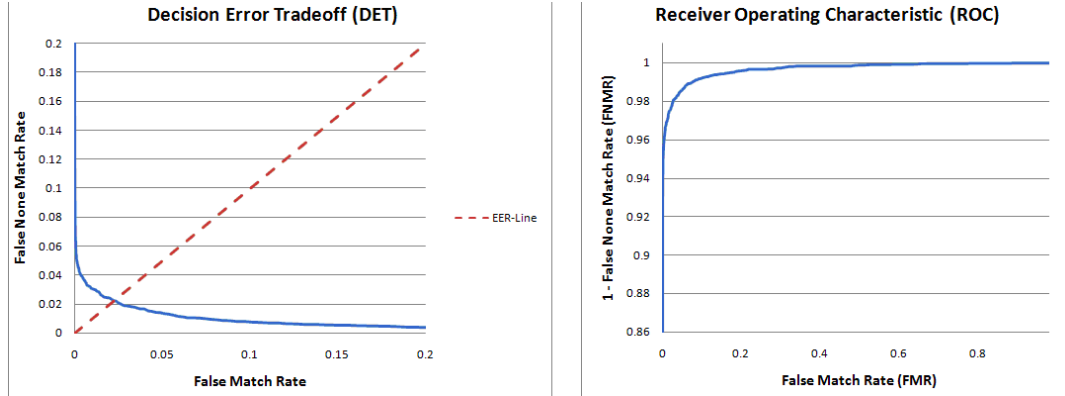 Decision Error Tradeoff (DET)
False None Match Rate
0.2
0.18
0.16
0.14
0.12
0.1
0.08
0.06
0.04
0.02
0
0 0.05 0.1 0.15 0.2
False Match Rate
EER-Line
Receiver Operating Characteristic (ROC)
1 - False None Match Rate (FNMR)
1
0.98
0.96
0.94
0.92
0.9
0.88
0.86
0 0.2 0.4 0.6 0.8
False Match Rate (FMR)